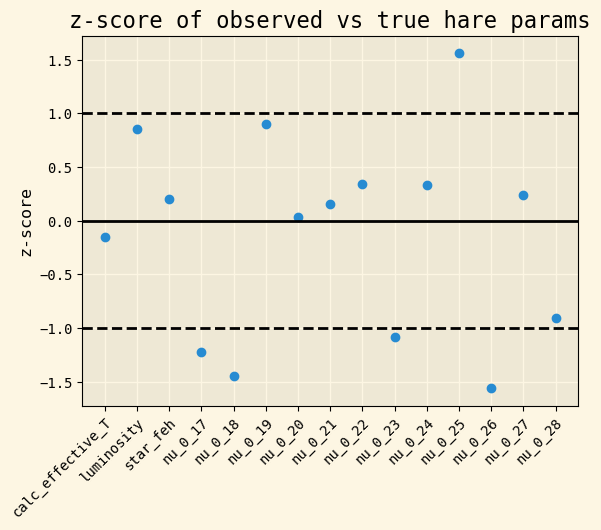 z-score of observed vs true hare params
z-score
1.5
1.0
0.5
0.0
−0.5
−1.0
−1.5
calc_effective_T
luminosity
star_feh
nu_0_17
nu_0_18
nu_0_19
nu_0_20
nu_0_21
nu_0_22
nu_0_23
nu_0_24
nu_0_25
nu_0_26
nu_0_27
nu_0_28